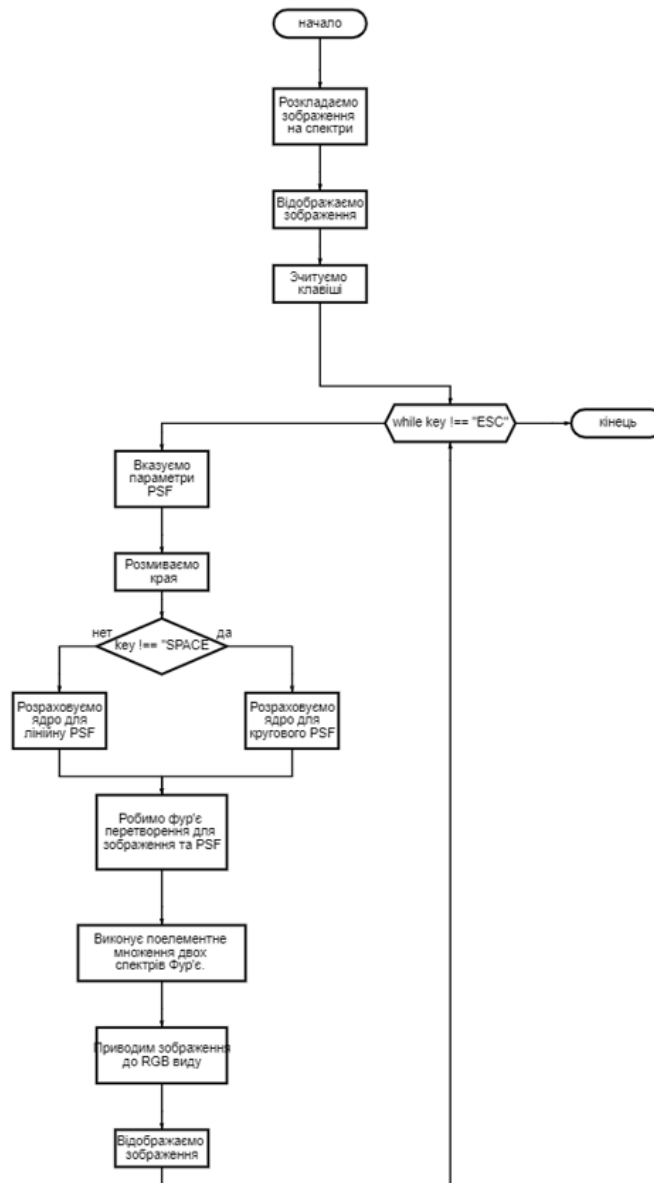 начало
Розкладаємо
зображення
на спектри
Відображаємо
зображення
Зчитуємо
клавіші
while key !== "ESC"
кінець
Вказуємо
параметри
PSF
Розмиваємо
края
нет
key !== "SPACE
да
Розраховуємо
ядро для
лінійну PSF
Розраховуємо
ядро для
кругового PSF
Робимо фур'є
перетворення для
зображення та PSF
Виконує поелементне
множення двох
спектрів Фур'є.
Приводим зображення
до RGB виду
Відображаємо
зображення